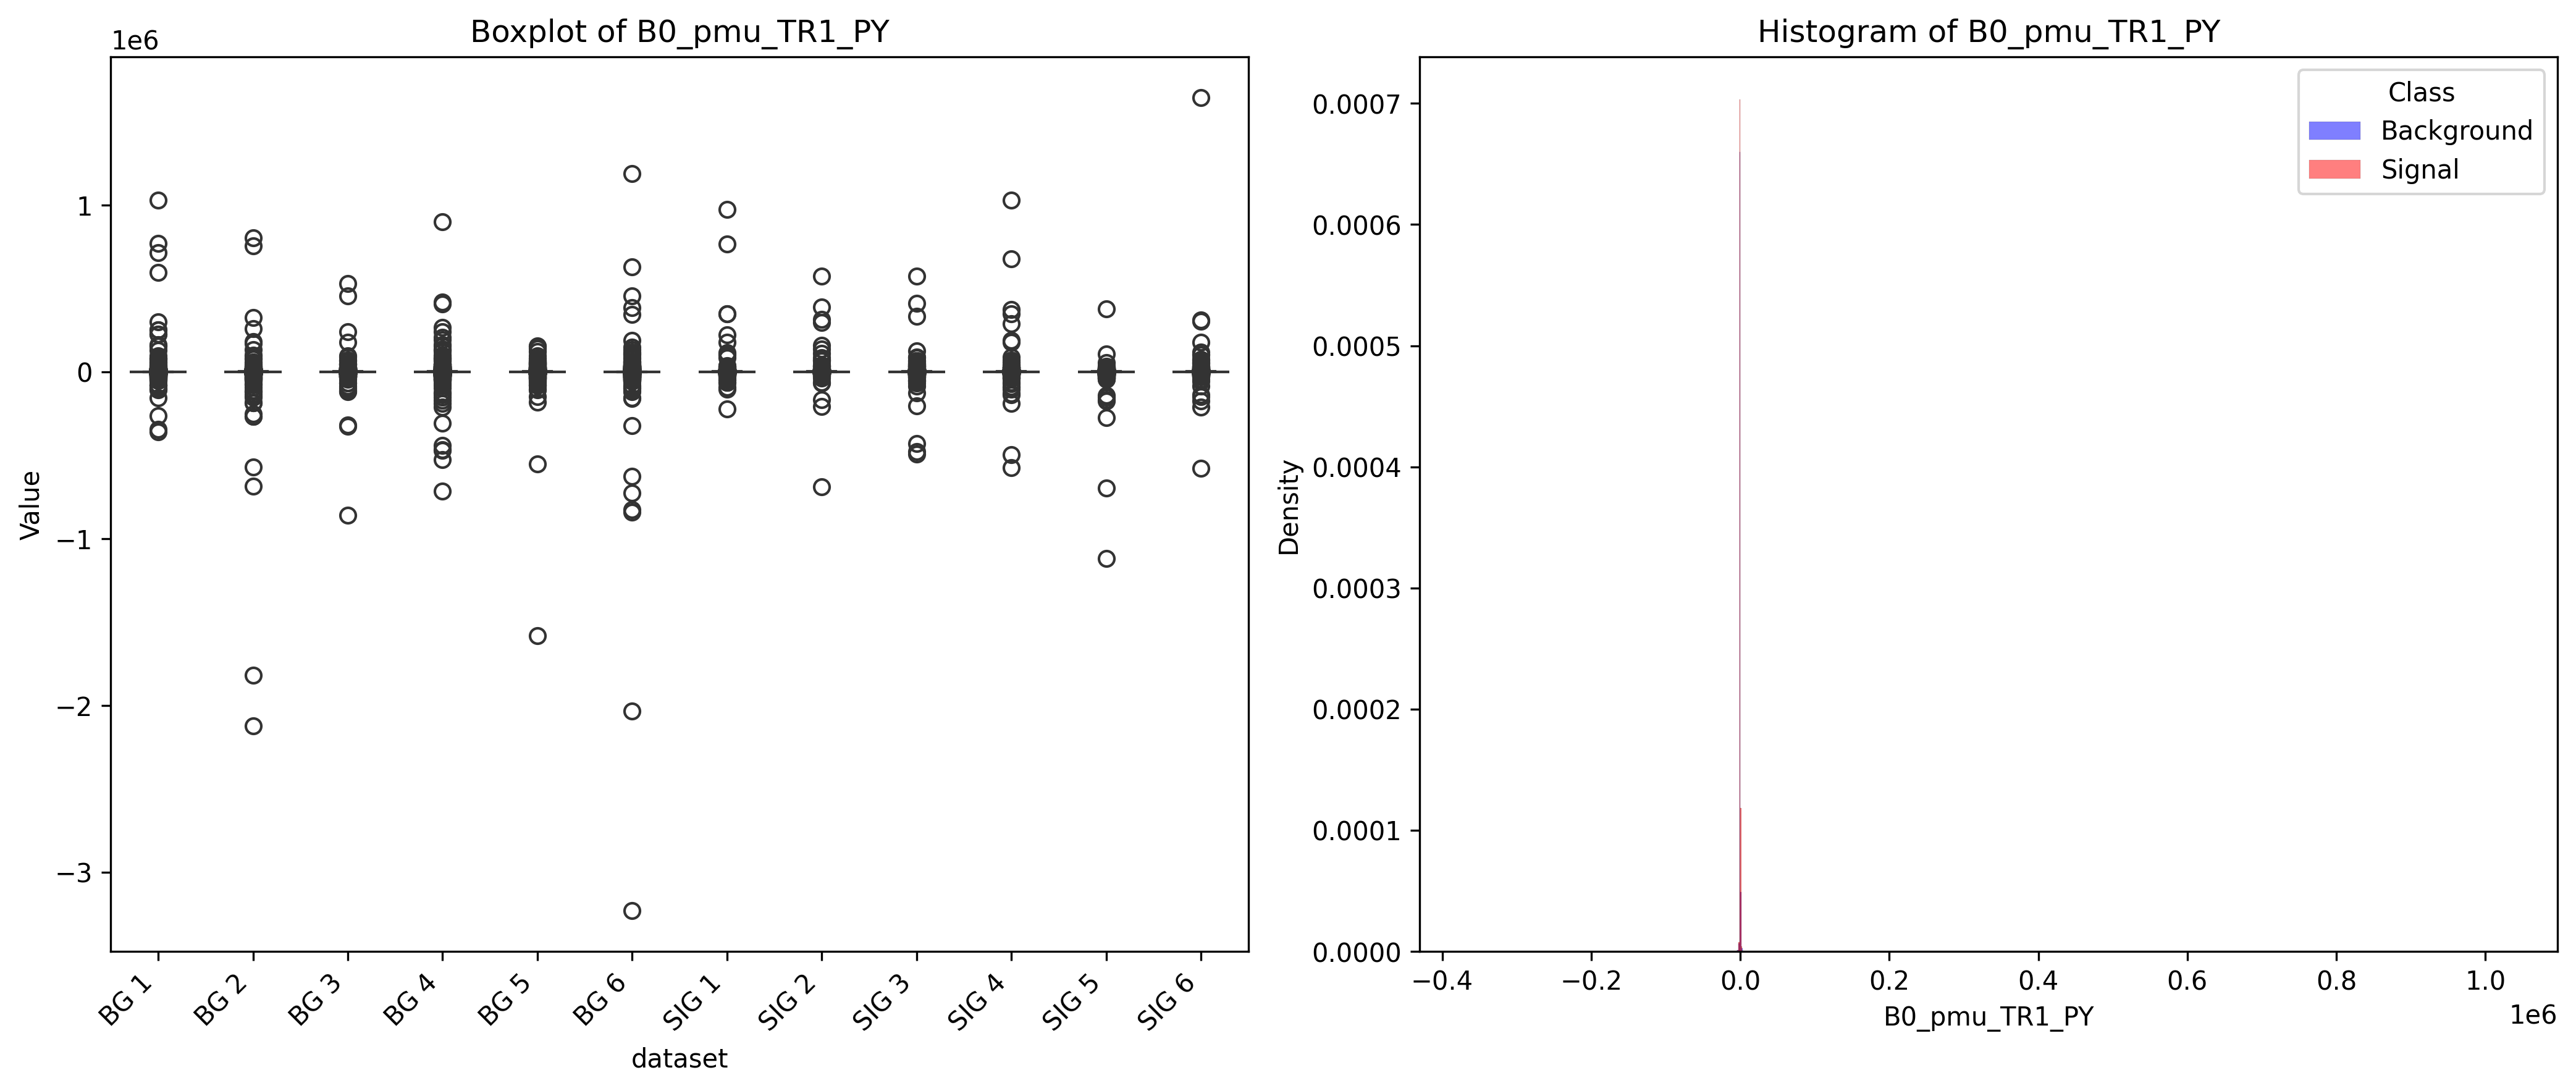 Boxplot of B0_pmu_TR1_PY
1e6
1
0
−1
−2
−3
Value
BG 1
BG 2
BG 3
BG 4
BG 5
BG 6
SIG 1
SIG 2
SIG 3
SIG 4
SIG 5
SIG 6
dataset
Histogram of B0_pmu_TR1_PY
Class
Background
Signal
0.0007
0.0006
0.0005
0.0004
0.0003
0.0002
0.0001
0.0000
Density
−0.4
−0.2
0.0
0.2
0.4
0.6
0.8
1.0
1e6
B0_pmu_TR1_PY